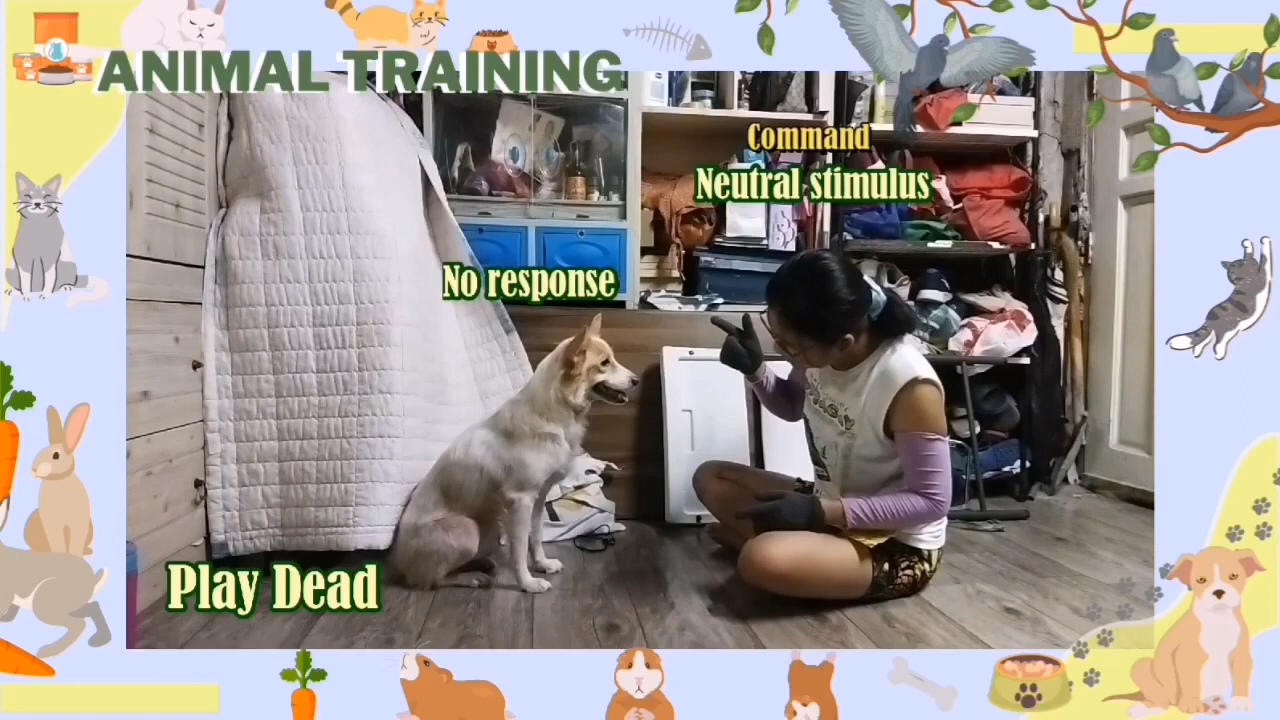 ANIMAL TRAINING
Command
Neutral stimulus
No response
Play Dead